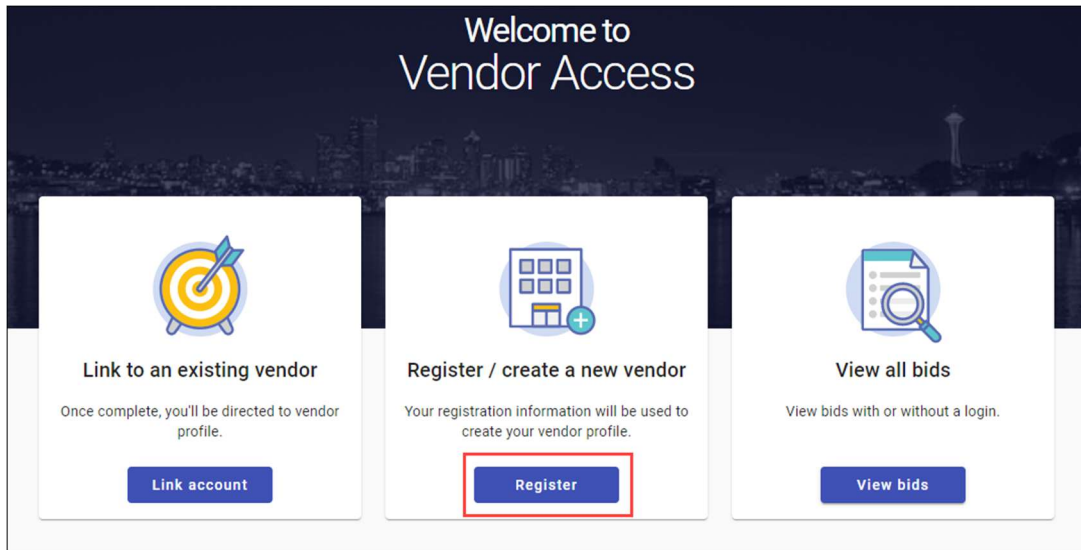 Welcome to
Vendor Access
Link to an existing vendor
Once complete, you'll be directed to vendor
profile.
Link account
Register / create a new vendor
Your registration information will be used to
create your vendor profile.
Register
View all bids
View bids with or without a login.
View bids